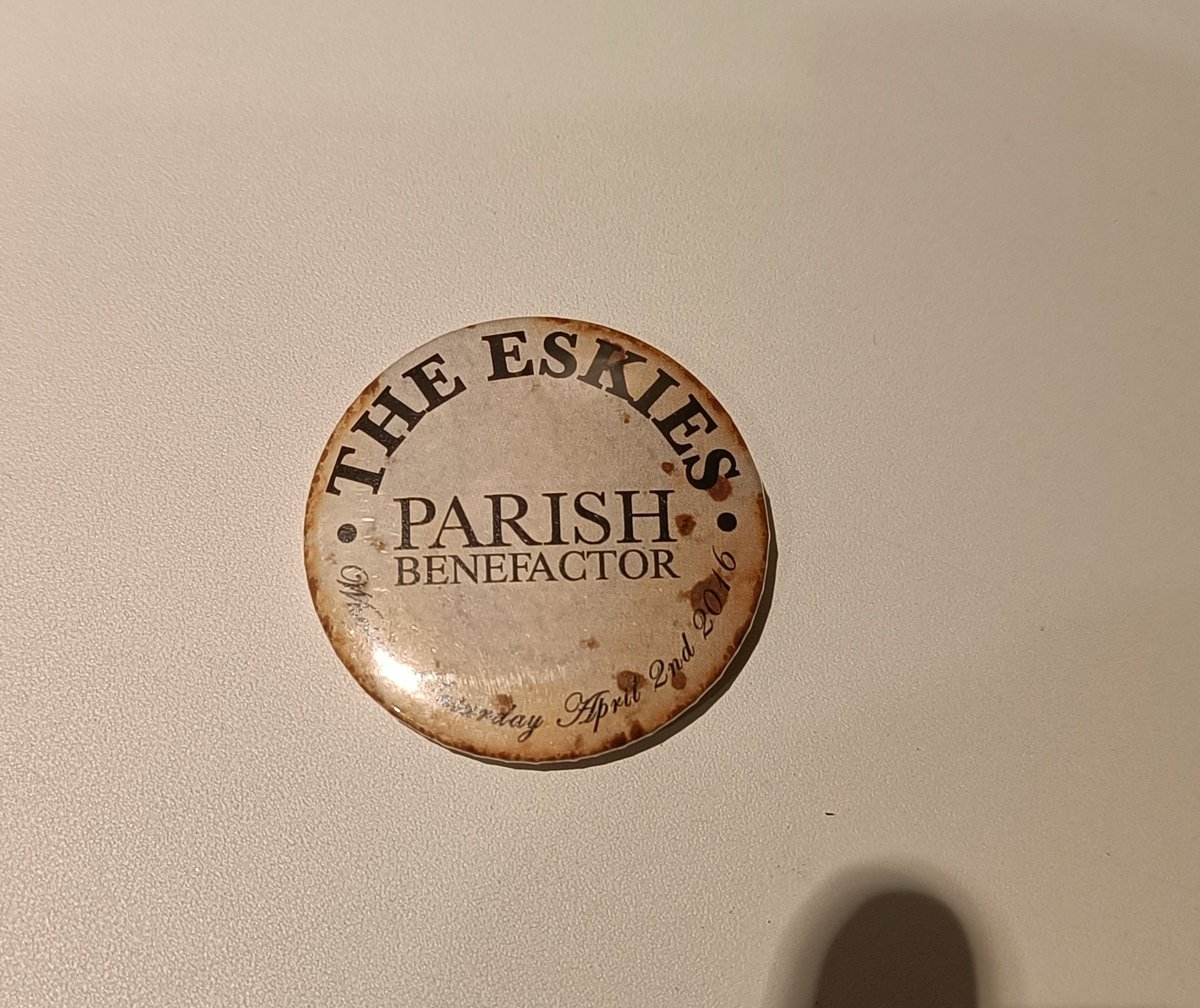 THE ESKIES
PARISH
BENEFACTOR
April 2nd 2016